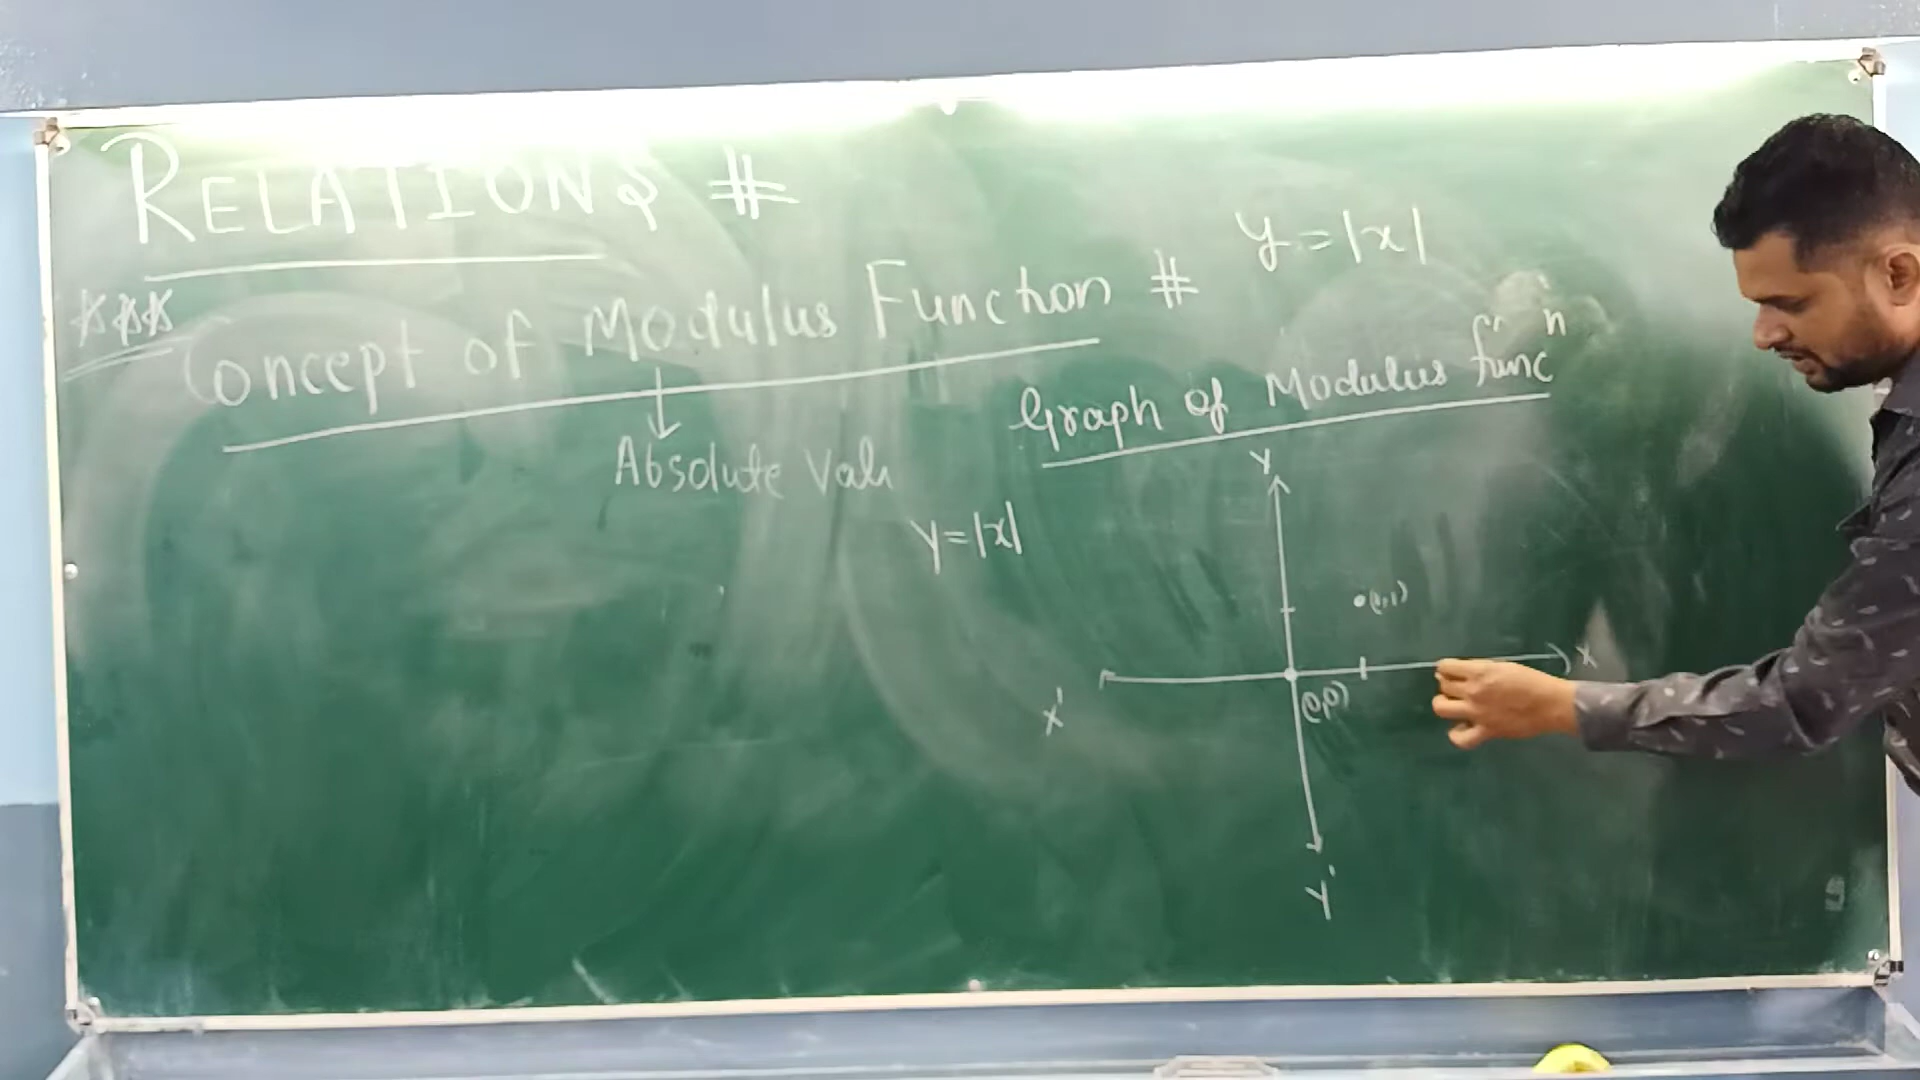 RELATIONS #
y = |x|
*** Concept of Modulus Function #
Absolute Valu
Graph of Modulus funcⁿ
Y
Y = |x|
(1,1)
X
X'
(0,0)
Y'